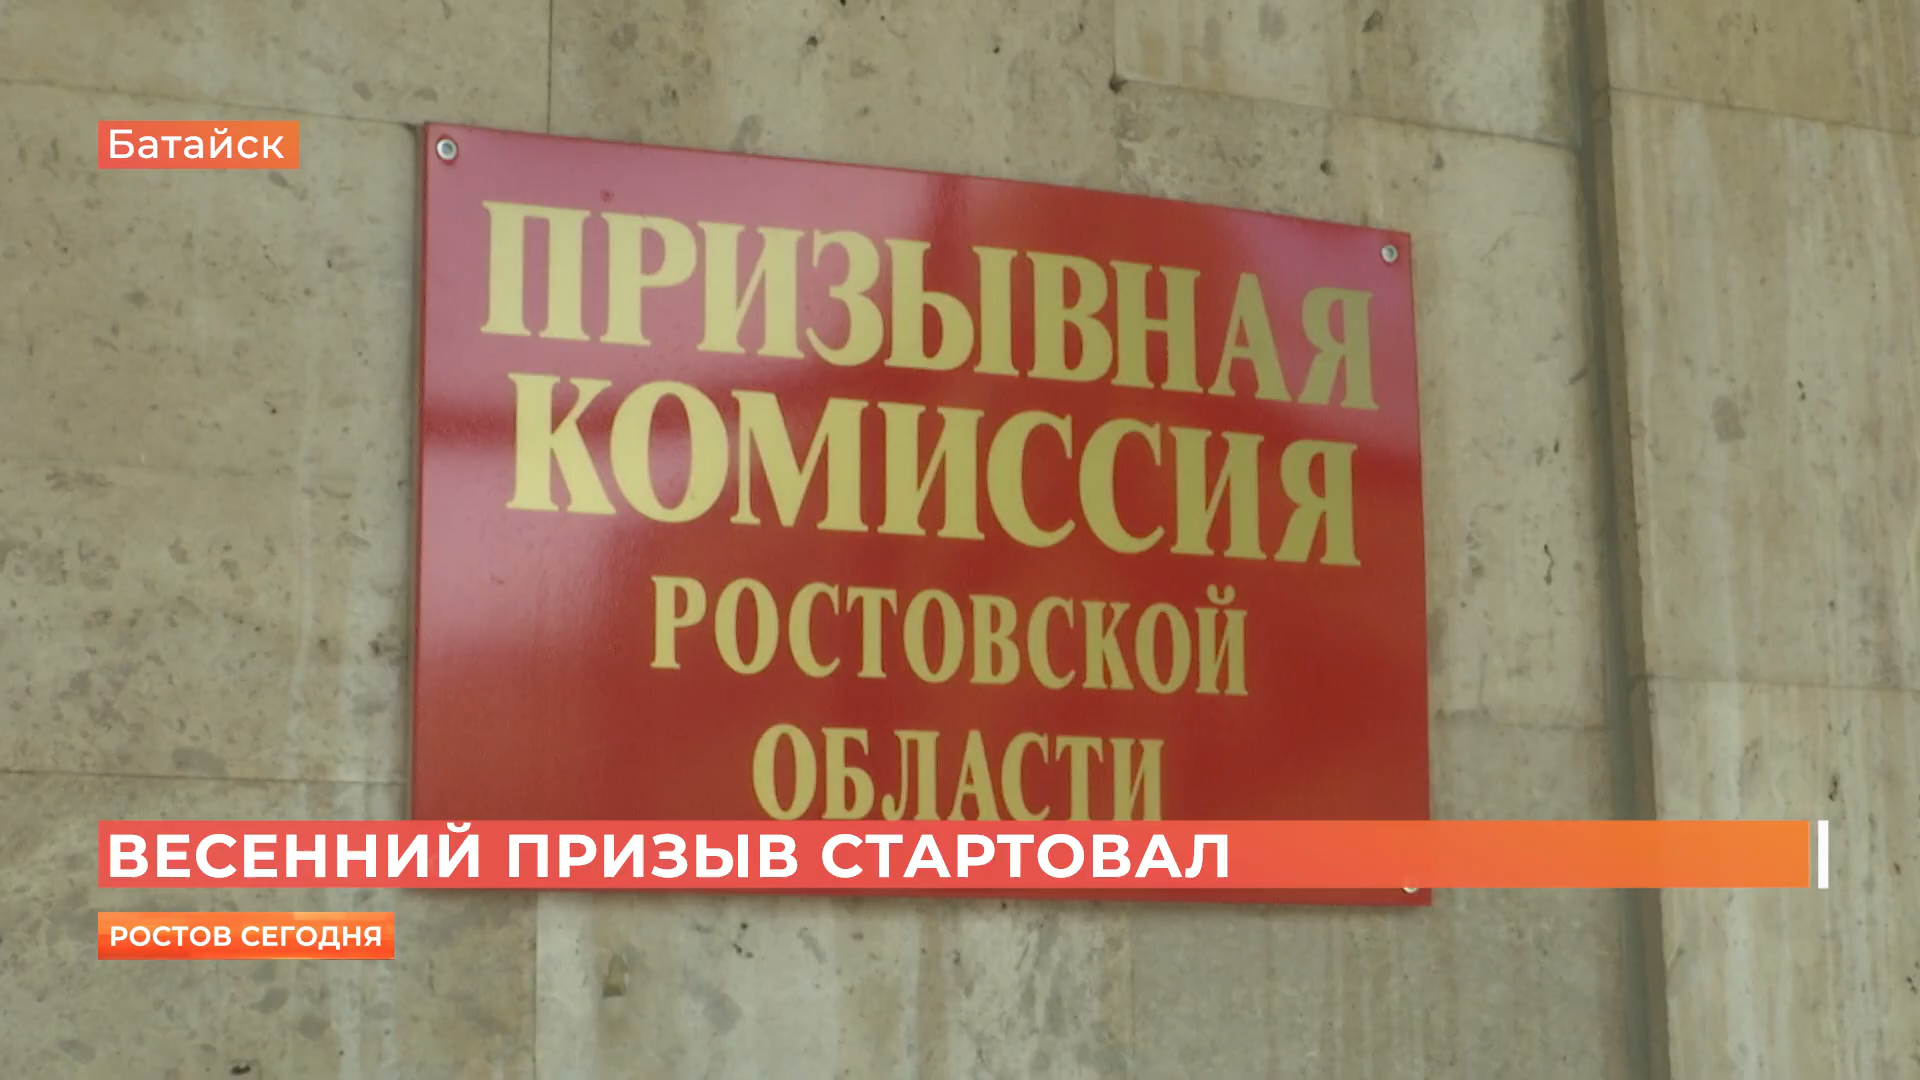 Батайск
ПРИЗЫВНАЯ
КОМИССИЯ
РОСТОВСКОЙ
ОБЛАСТИ
ВЕСЕННИЙ ПРИЗЫВ СТАРТОВАЛ
РОСТОВ СЕГОДНЯ